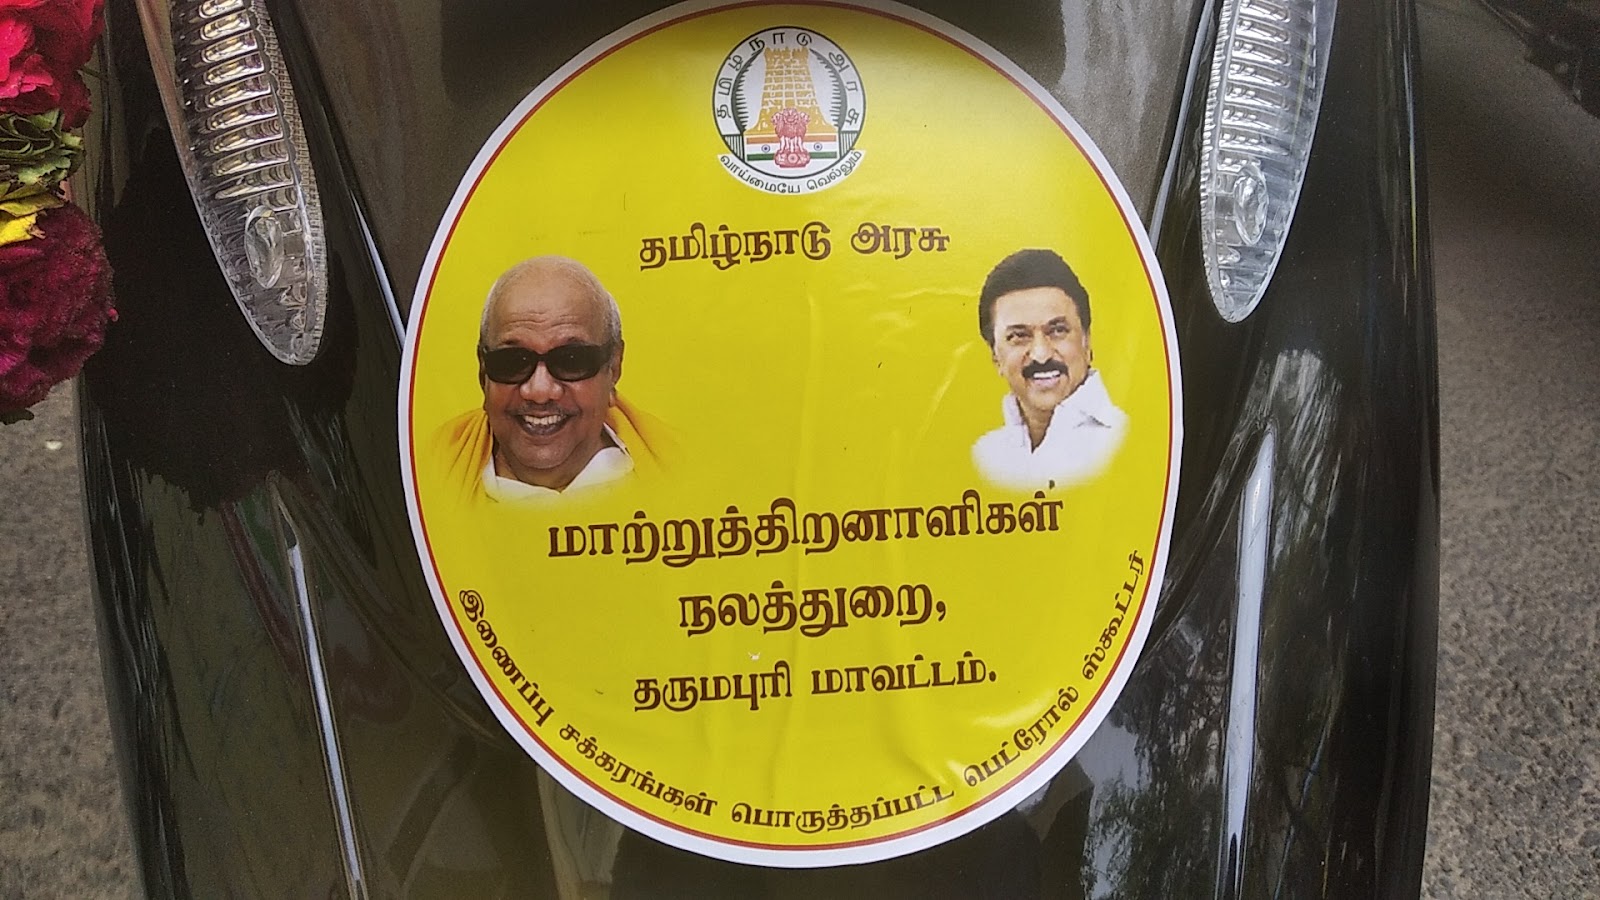 தமிழ்நாடு அரசு
வாய்மையே வெல்லும்
தமிழ்நாடு அரசு
மாற்றுத்திறனாளிகள்
நலத்துறை,
தருமபுரி மாவட்டம்.
இணைப்பு சக்கரங்கள் பொருத்தப்பட்ட பெட்ரோல் ஸ்கூட்டர்